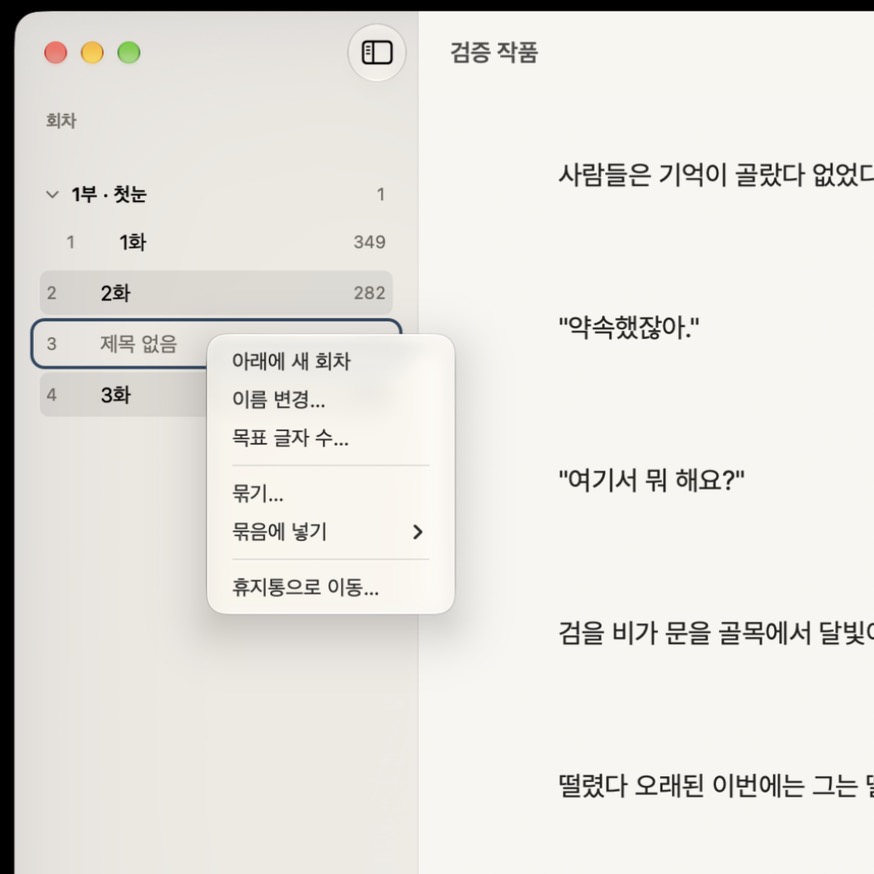 검증 작품
회차
1부 · 첫눈 1
1 1화 349
2 2화 282
3 제목 없음
4 3화
아래에 새 회차
이름 변경...
목표 글자 수...
묶기...
묶음에 넣기
휴지통으로 이동...
사람들은 기억이 골랐다 없었다
"약속했잖아."
"여기서 뭐 해요?"
검을 비가 문을 골목에서 달빛이
떨렸다 오래된 이번에는 그는